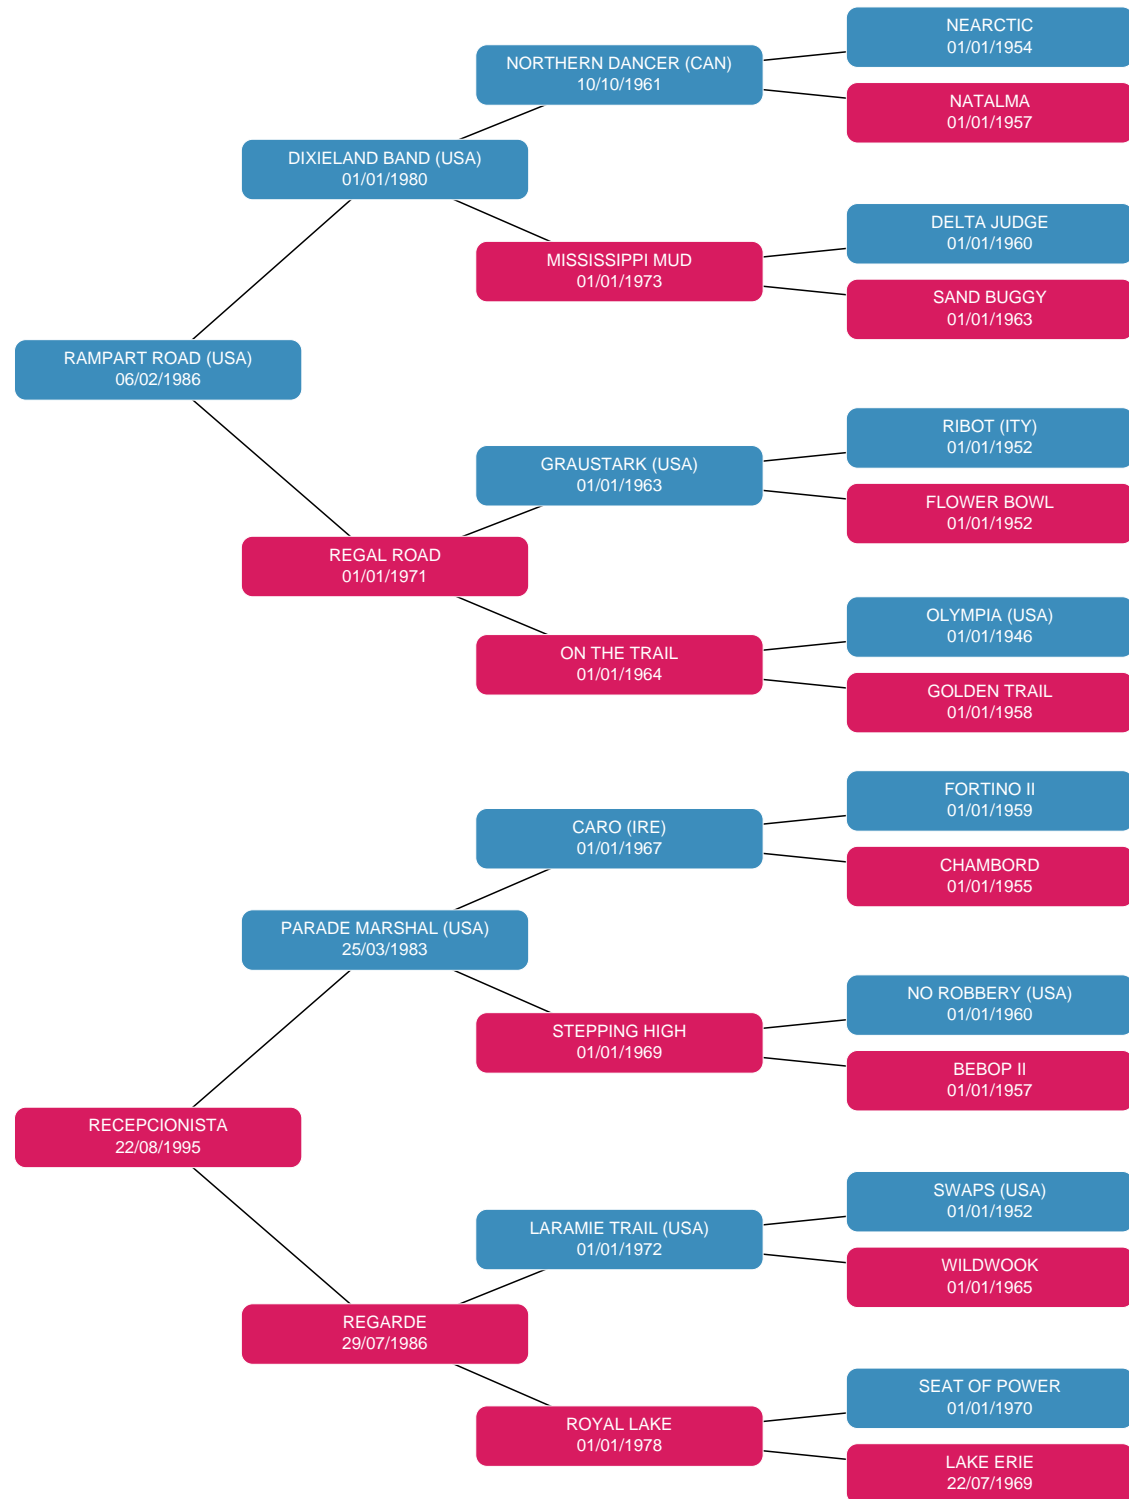 NEARCTIC
01/01/1954
NORTHERN DANCER (CAN)
10/10/1961
NATALMA
01/01/1957
DIXIELAND BAND (USA)
01/01/1980
DELTA JUDGE
01/01/1960
MISSISSIPPI MUD
01/01/1973
SAND BUGGY
01/01/1963
RAMPART ROAD (USA)
06/02/1986
RIBOT (ITY)
01/01/1952
GRAUSTARK (USA)
01/01/1963
FLOWER BOWL
01/01/1952
REGAL ROAD
01/01/1971
OLYMPIA (USA)
01/01/1946
ON THE TRAIL
01/01/1964
GOLDEN TRAIL
01/01/1958
FORTINO II
01/01/1959
CARO (IRE)
01/01/1967
CHAMBORD
01/01/1955
PARADE MARSHAL (USA)
25/03/1983
NO ROBBERY (USA)
01/01/1960
STEPPING HIGH
01/01/1969
BEBOP II
01/01/1957
RECEPCIONISTA
22/08/1995
SWAPS (USA)
01/01/1952
LARAMIE TRAIL (USA)
01/01/1972
WILDWOOK
01/01/1965
REGARDE
29/07/1986
SEAT OF POWER
01/01/1970
ROYAL LAKE
01/01/1978
LAKE ERIE
22/07/1969